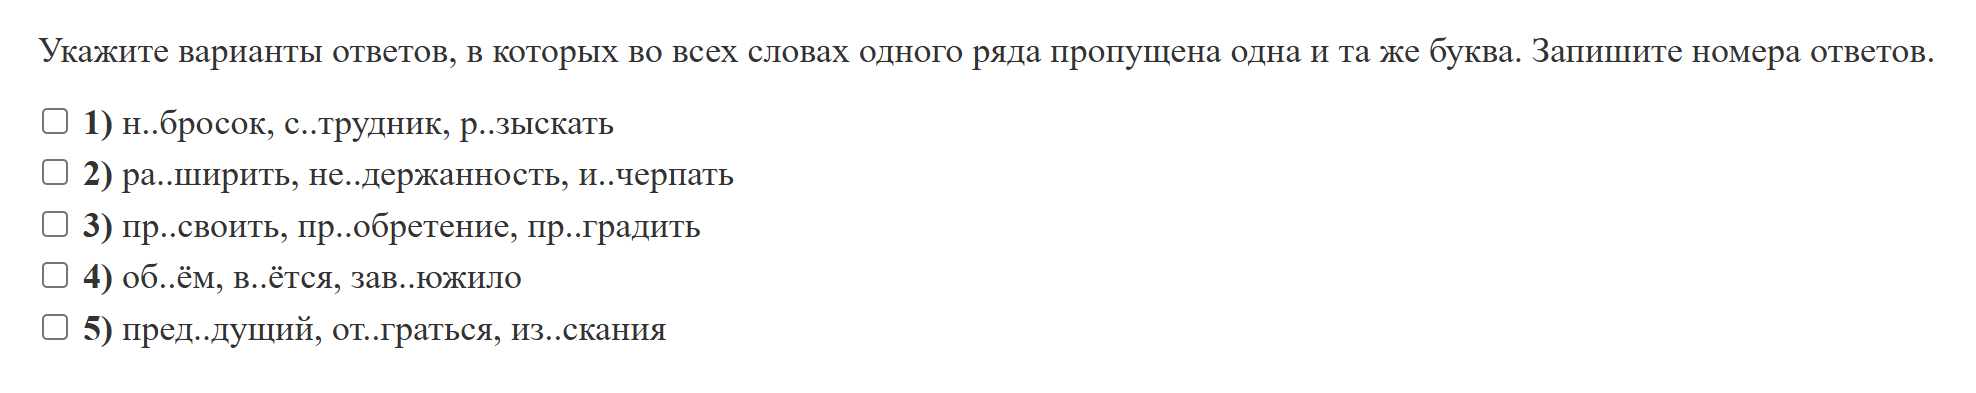 Укажите варианты ответов, в которых во всех словах одного ряда пропущена одна и та же буква. Запишите номера ответов.
1) н..бросок, с..трудник, р..зыскать
2) ра..ширить, не..держанность, и..черпать
3) пр..своить, пр..обретение, пр..градить
4) об..ём, в..ётся, зав..южило
5) пред..дущий, от..граться, из..скания